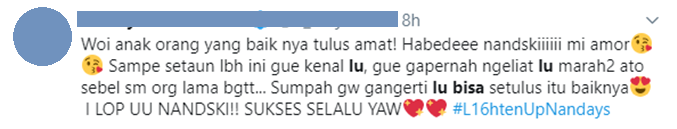 8h
Woi anak orang yang baik nya tulus amat! Habedeee nandskiiiiii mi amor😘
😘 Sampe setaun lbh ini gue kenal lu, gue gapernah ngeliat lu marah2 ato
sebel sm org lama bgtt... Sumpah gw gangerti lu bisa setulus itu baiknya😍
I LOP UU NANDSKI!! SUKSES SELALU YAW💖💖 #L16htenUpNandays